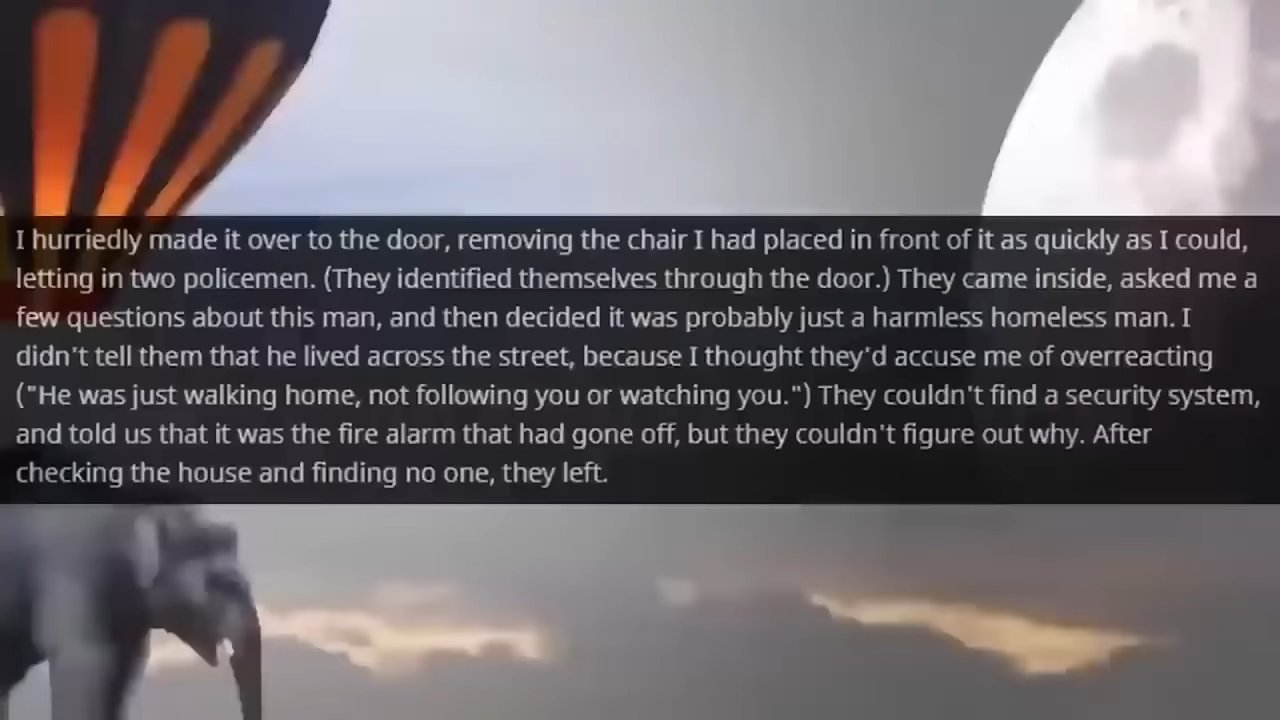 I hurriedly made it over to the door, removing the chair I had placed in front of it as quickly as I could,
letting in two policemen. (They identified themselves through the door.) They came inside, asked me a
few questions about this man, and then decided it was probably just a harmless homeless man. I
didn't tell them that he lived across the street, because I thought they'd accuse me of overreacting
("He was just walking home, not following you or watching you.") They couldn't find a security system,
and told us that it was the fire alarm that had gone off, but they couldn't figure out why. After
checking the house and finding no one, they left.